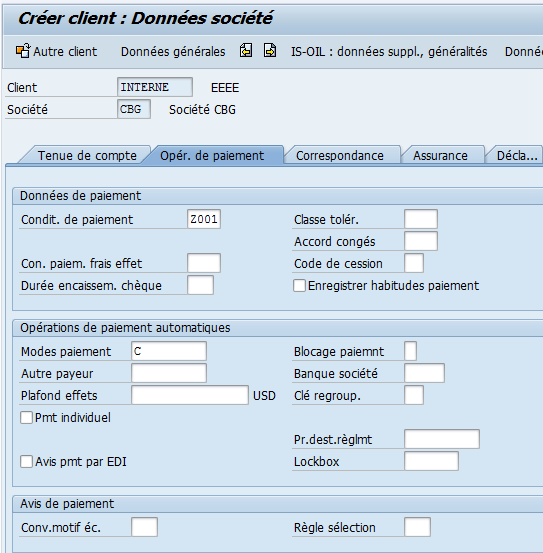 Créer client : Données société
Autre client Données générales IS-OIL : données suppl., généralités Donné
Client INTERNE EEEE
Société CBG Société CBG
Tenue de compte Opér. de paiement Correspondance Assurance Décla...
Données de paiement
Condit. de paiement Z001 Classe tolér.
Accord congés
Con. paiem. frais effet Code de cession
Durée encaissem. chèque Enregistrer habitudes paiement
Opérations de paiement automatiques
Modes paiement C Blocage paiemnt
Autre payeur Banque société
Plafond effets USD Clé regroup.
Pmt individuel
Pr.dest.règlmt
Avis pmt par EDI Lockbox
Avis de paiement
Conv.motif éc. Règle sélection